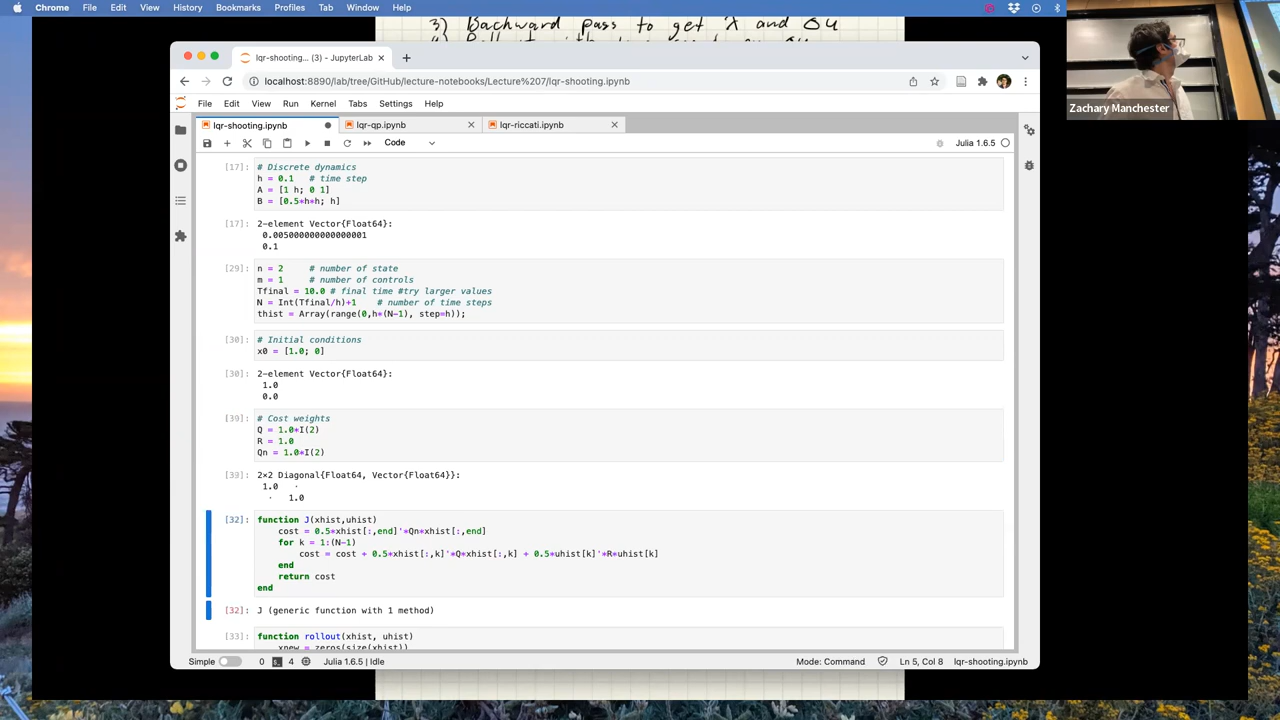 Chrome File Edit View History Bookmarks Profiles Tab Window Help
3) Backward pass to get λ and Δu
lqr-shooting... (3) - JupyterLab
localhost:8890/lab/tree/GitHub/lecture-notebooks/Lecture%207/lqr-shooting.ipynb
Zachary Manchester
File Edit View Run Kernel Tabs Settings Help
lqr-shooting.ipynb lqr-qp.ipynb lqr-riccati.ipynb
Code Julia 1.6.5
[17]: # Discrete dynamics
h = 0.1 # time step
A = [1 h; 0 1]
B = [0.5*h*h; h]
[17]: 2-element Vector{Float64}:
0.005000000000000001
0.1
[29]: n = 2 # number of state
m = 1 # number of controls
Tfinal = 10.0 # final time #try larger values
N = Int(Tfinal/h)+1 # number of time steps
thist = Array(range(0,h*(N-1), step=h));
[30]: # Initial conditions
x0 = [1.0; 0]
[30]: 2-element Vector{Float64}:
1.0
0.0
[39]: # Cost weights
Q = 1.0*I(2)
R = 1.0
Qn = 1.0*I(2)
[39]: 2×2 Diagonal{Float64, Vector{Float64}}:
1.0 ⋅
⋅ 1.0
[32]: function J(xhist,uhist)
cost = 0.5*xhist[:,end]'*Qn*xhist[:,end]
for k = 1:(N-1)
cost = cost + 0.5*xhist[:,k]'*Q*xhist[:,k] + 0.5*uhist[k]'*R*uhist[k]
end
return cost
end
[32]: J (generic function with 1 method)
[33]: function rollout(xhist, uhist)
xnew = zeros(size(xhist))
Simple 0 4 Julia 1.6.5 | Idle Mode: Command Ln 5, Col 8 lqr-shooting.ipynb